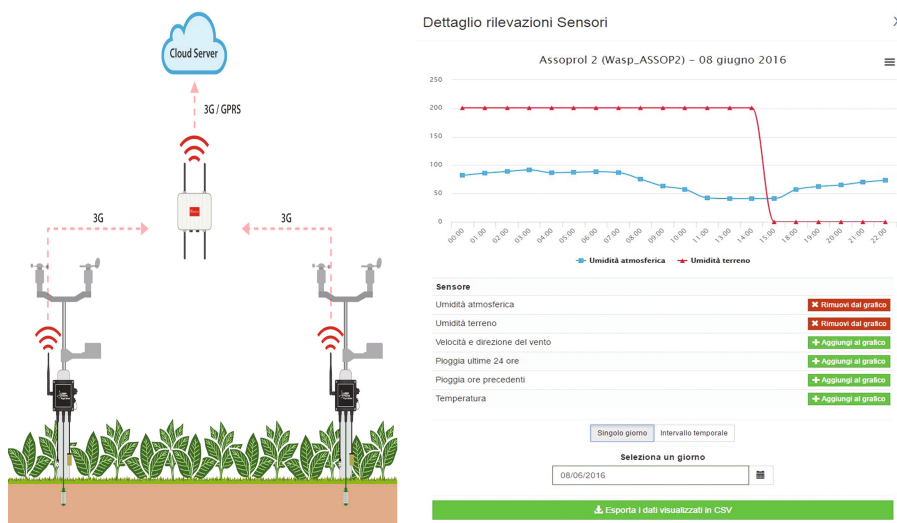 Cloud Server
3G / GPRS
3G
3G
Dettaglio rilevazioni Sensori
Assoprol 2 (Wasp_ASSOP2) – 08 giugno 2016
250
200
150
100
50
0
00:00 01:00 02:00 03:00 04:00 05:00 06:00 07:00 08:00 09:00 10:00 11:00 13:00 14:00 15:00 18:00 19:00 20:00 21:00 22:00
Umidità atmosferica Umidità terreno
Sensore
Umidità atmosferica Rimuovi dal grafico
Umidità terreno Rimuovi dal grafico
Velocità e direzione del vento Aggiungi al grafico
Pioggia ultime 24 ore Aggiungi al grafico
Pioggia ore precedenti Aggiungi al grafico
Temperatura Aggiungi al grafico
Singolo giorno Intervallo temporale
Seleziona un giorno
08/06/2016
Esporta i dati visualizzati in CSV